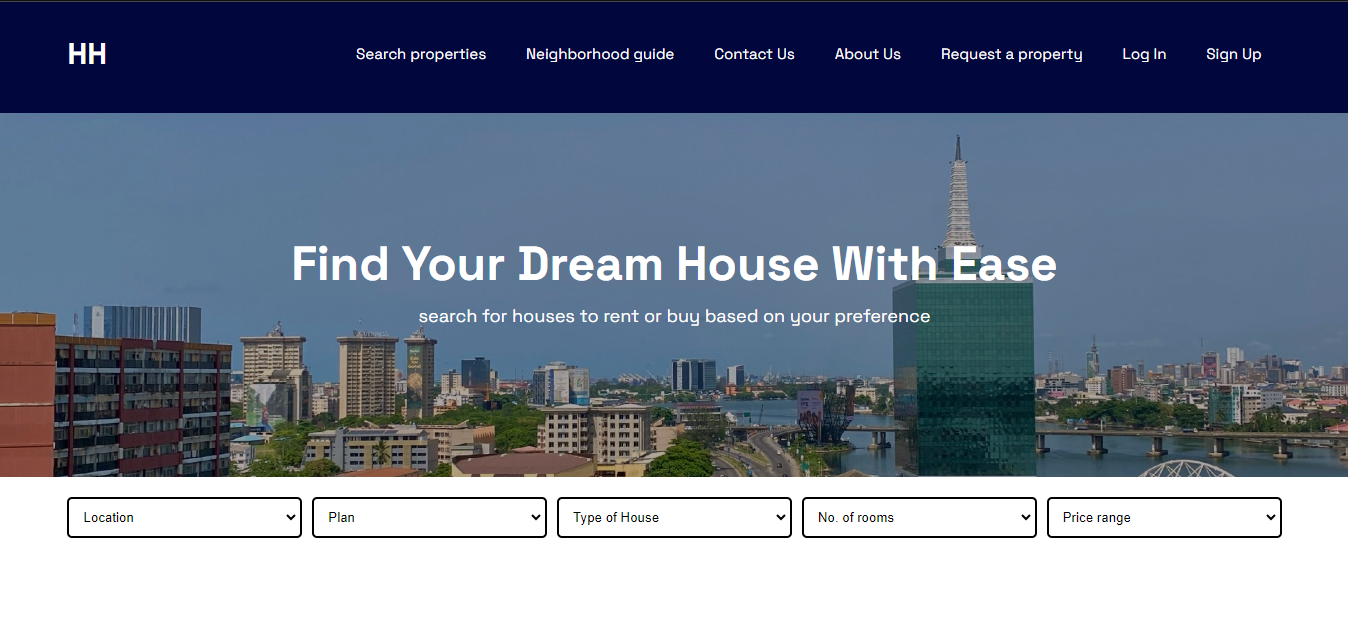 HH
Search properties
Neighborhood guide
Contact Us
About Us
Request a property
Log In
Sign Up
Find Your Dream House With Ease
search for houses to rent or buy based on your preference
Location
Plan
Type of House
No. of rooms
Price range